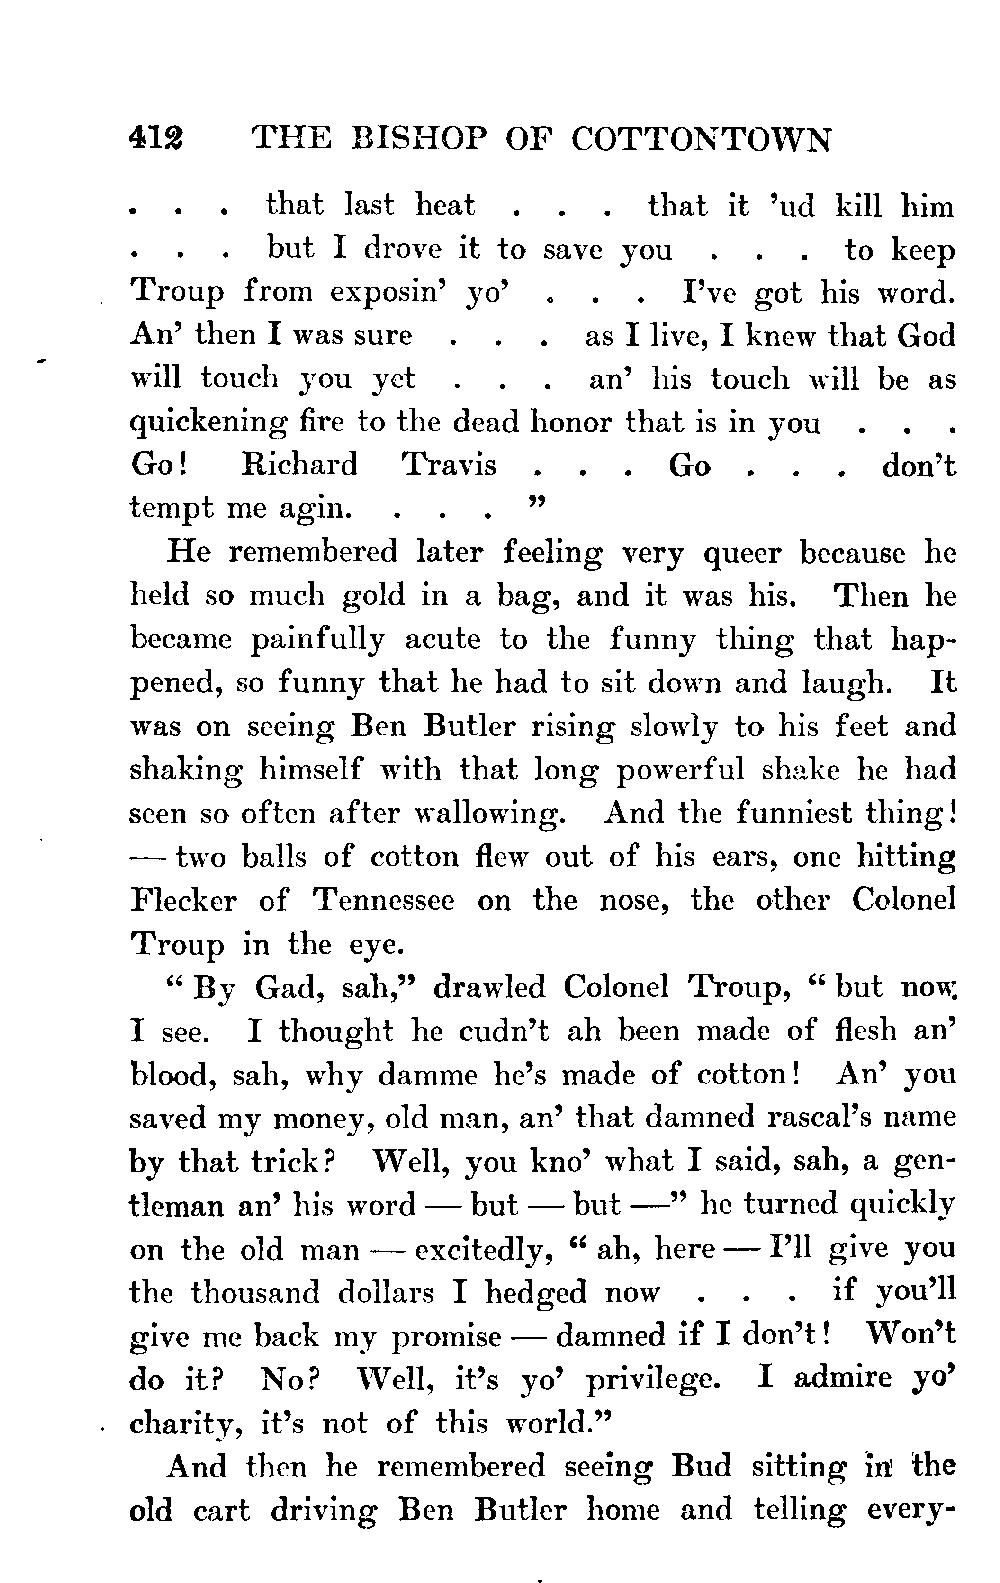 412 THE BISHOP OF COTTONTOWN
. . . that last heat . . . that it 'ud kill him
. . . but I drove it to save you . . . to keep
Troup from exposin' yo' . . . I've got his word.
An' then I was sure . . . as I live, I knew that God
will touch you yet . . . an' his touch will be as
quickening fire to the dead honor that is in you . . .
Go! Richard Travis . . . Go . . . don't
tempt me agin. . . . "
He remembered later feeling very queer because he
held so much gold in a bag, and it was his. Then he
became painfully acute to the funny thing that hap-
pened, so funny that he had to sit down and laugh. It
was on seeing Ben Butler rising slowly to his feet and
shaking himself with that long powerful shake he had
seen so often after wallowing. And the funniest thing!
— two balls of cotton flew out of his ears, one hitting
Flecker of Tennessee on the nose, the other Colonel
Troup in the eye.
"By Gad, sah," drawled Colonel Troup, "but now,
I see. I thought he cudn't ah been made of flesh an'
blood, sah, why damme he's made of cotton! An' you
saved my money, old man, an' that damned rascal's name
by that trick? Well, you kno' what I said, sah, a gen-
tleman an' his word — but — but —" he turned quickly
on the old man — excitedly, "ah, here — I'll give you
the thousand dollars I hedged now . . . if you'll
give me back my promise — damned if I don't! Won't
do it? No? Well, it's yo' privilege. I admire yo'
charity, it's not of this world."
And then he remembered seeing Bud sitting in the
old cart driving Ben Butler home and telling every-